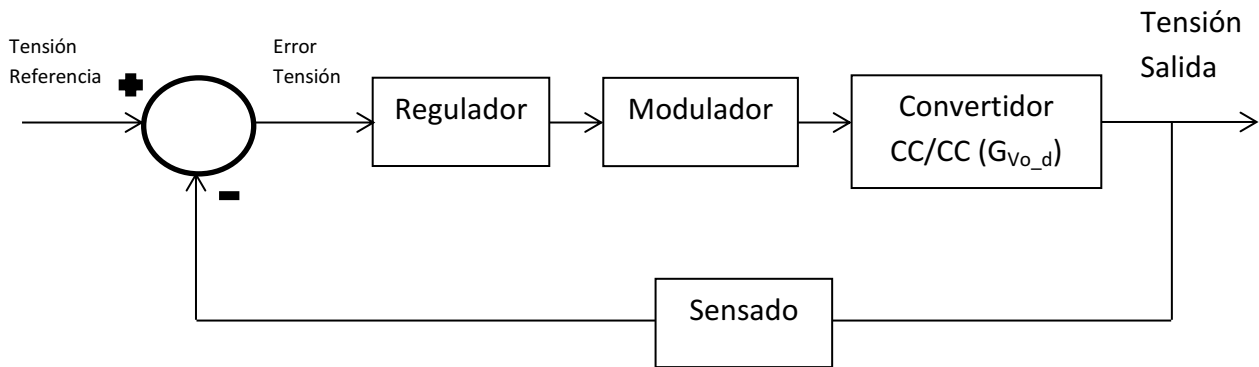 Tensión
Referencia
Error
Tensión
Regulador
Modulador
Convertidor
CC/CC (GVo_d)
Tensión
Salida
Sensado